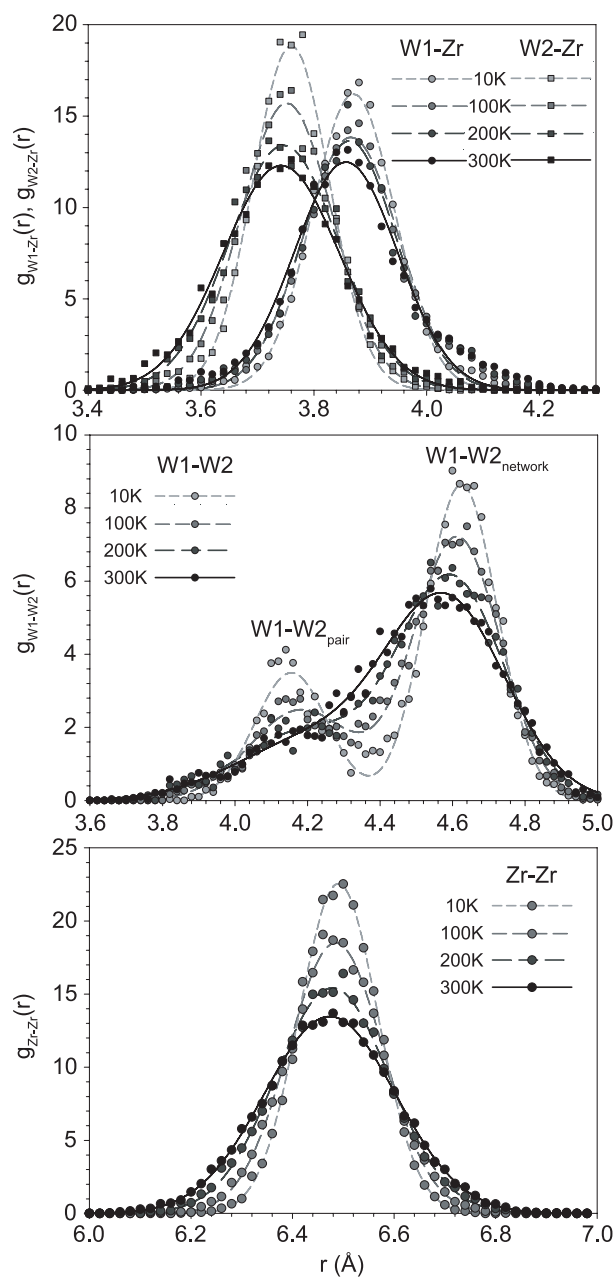 20
15
10
5
0
g_W1-Zr(r), g_W2-Zr(r)
W1-Zr W2-Zr
10K
100K
200K
300K
3.4 3.6 3.8 4.0 4.2
10
8
6
4
2
0
g_W1-W2(r)
W1-W2
10K
100K
200K
300K
W1-W2_network
W1-W2_pair
3.6 4.0 4.4 4.6 4.8 5.0
25
20
15
10
5
0
g_Zr-Zr(r)
Zr-Zr
10K
100K
200K
300K
6.0 6.2 6.4 6.6 6.8 7.0
r (Å)